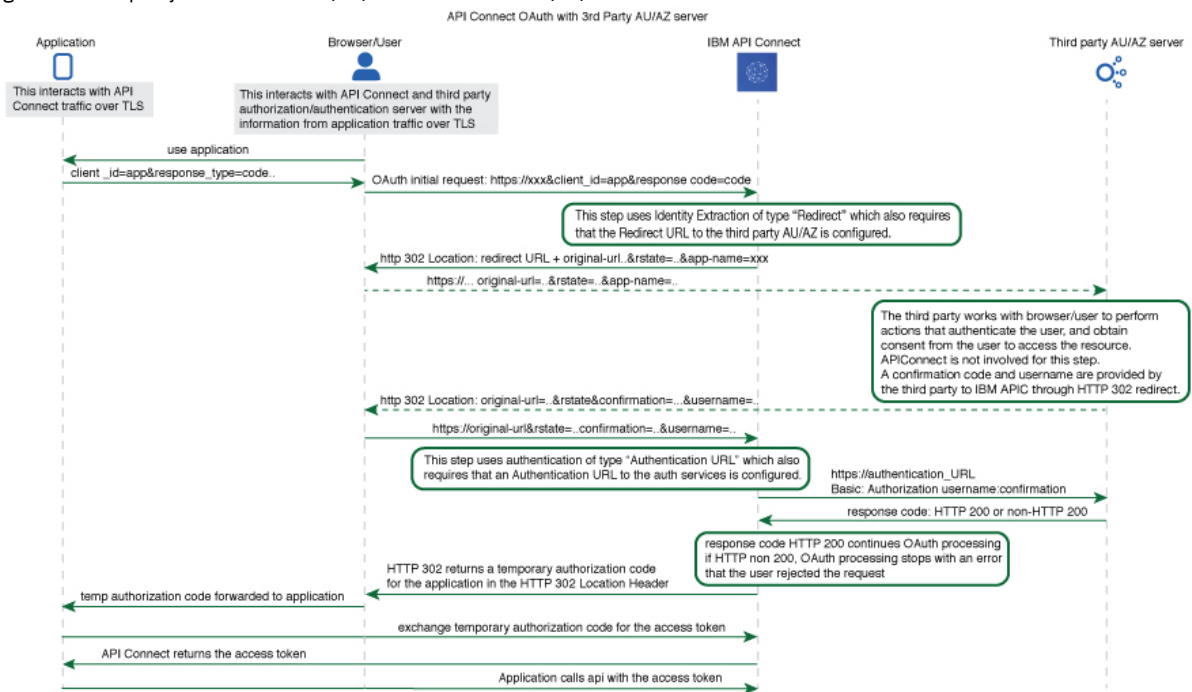 API Connect OAuth with 3rd Party AU/AZ server
Application
Browser/User
IBM API Connect
Third party AU/AZ server
This interacts with API
Connect traffic over TLS
This interacts with API Connect and third party
authorization/authentication server with the
information from application traffic over TLS
use application
client _id=app&response_type=code..
OAuth initial request: https://xxx&client_id=app&response code=code
This step uses Identity Extraction of type “Redirect” which also requires
that the Redirect URL to the third party AU/AZ is configured.
http 302 Location: redirect URL + original-url..&rstate=..&app-name=xxx
https://... original-url=..&rstate=..&app-name=..
The third party works with browser/user to perform
actions that authenticate the user, and obtain
consent from the user to access the resource.
APIConnect is not involved for this step.
A confirmation code and username are provided by
the third party to IBM APIC through HTTP 302 redirect.
http 302 Location: original-url=..&rstate&confirmation=...&username=..
https://original-url&rstate=..confirmation=..&username=..
This step uses authentication of type “Authentication URL” which also
requires that an Authentication URL to the auth services is configured.
https://authentication_URL
Basic: Authorization username:confirmation
response code: HTTP 200 or non-HTTP 200
response code HTTP 200 continues OAuth processing
if HTTP non 200, OAuth processing stops with an error
that the user rejected the request
HTTP 302 returns a temporary authorization code
for the application in the HTTP 302 Location Header
temp authorization code forwarded to application
exchange temporary authorization code for the access token
API Connect returns the access token
Application calls api with the access token